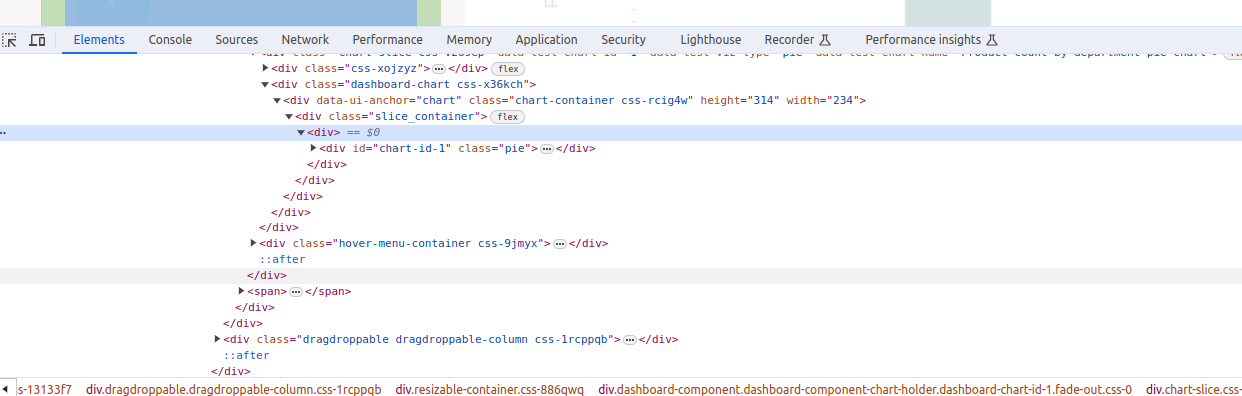 Elements Console Sources Network Performance Memory Application Security Lighthouse Recorder Performance insights
<div class="css-xojzyz"> ⋯ </div> flex
<div class="dashboard-chart css-x36kch">
<div data-ui-anchor="chart" class="chart-container css-rcig4w" height="314" width="234">
<div class="slice_container"> flex
<div> == $0
<div id="chart-id-1" class="pie"> ⋯ </div>
</div>
</div>
</div>
</div>
</div>
<div class="hover-menu-container css-9jmyx"> ⋯ </div>
::after
</div>
<span> ⋯ </span>
</div>
</div>
<div class="dragdroppable dragdroppable-column css-1rcppqb"> ⋯ </div>
::after
</div>
s-13133f7 div.dragdroppable.dragdroppable-column.css-1rcppqb div.resizable-container.css-886qwq div.dashboard-component.dashboard-component-chart-holder.dashboard-chart-id-1.fade-out.css-0 div.chart-slice.css-